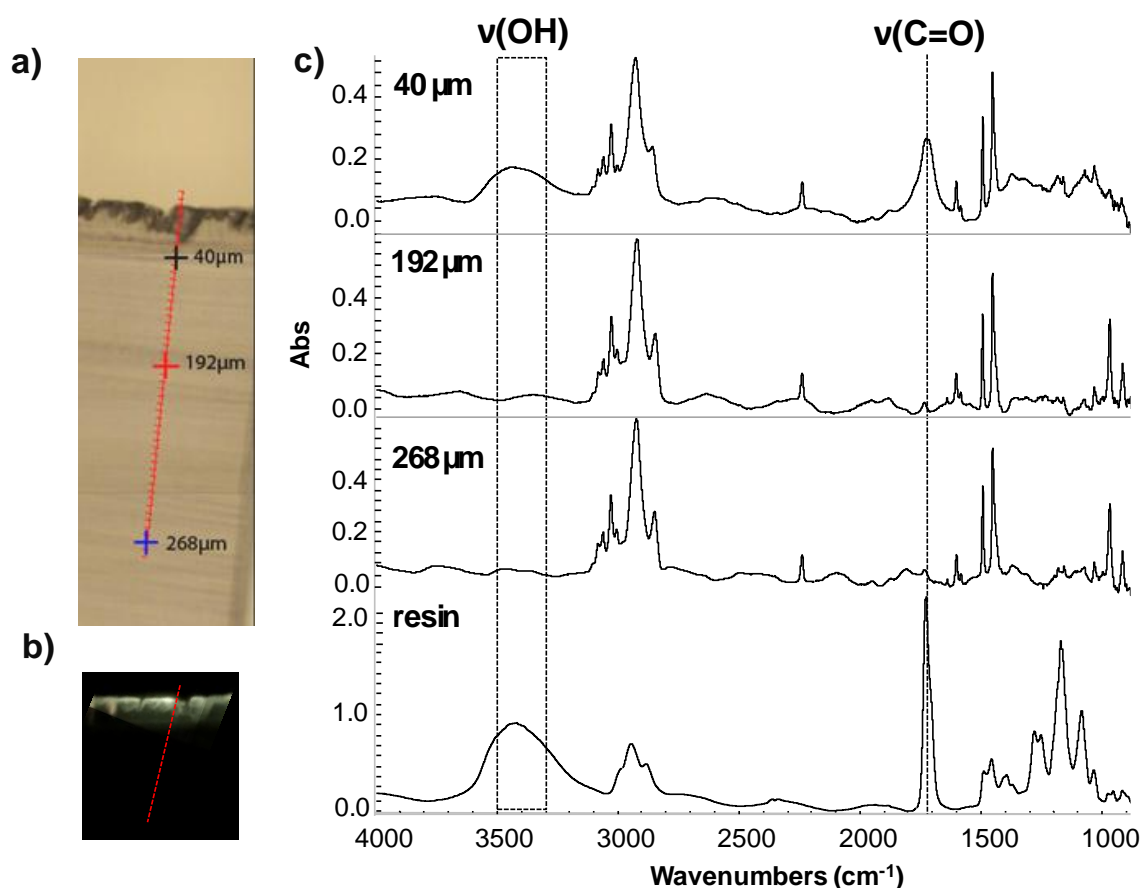 a)
40µm
192µm
268µm
b)
c)
ν(OH)
ν(C=O)
40 µm
0.4
0.2
0.0
192 µm
0.4
0.2
0.0
268 µm
0.4
0.2
0.0
resin
2.0
1.0
0.0
Abs
4000 3500 3000 2500 2000 1500 1000
Wavenumbers (cm⁻¹)